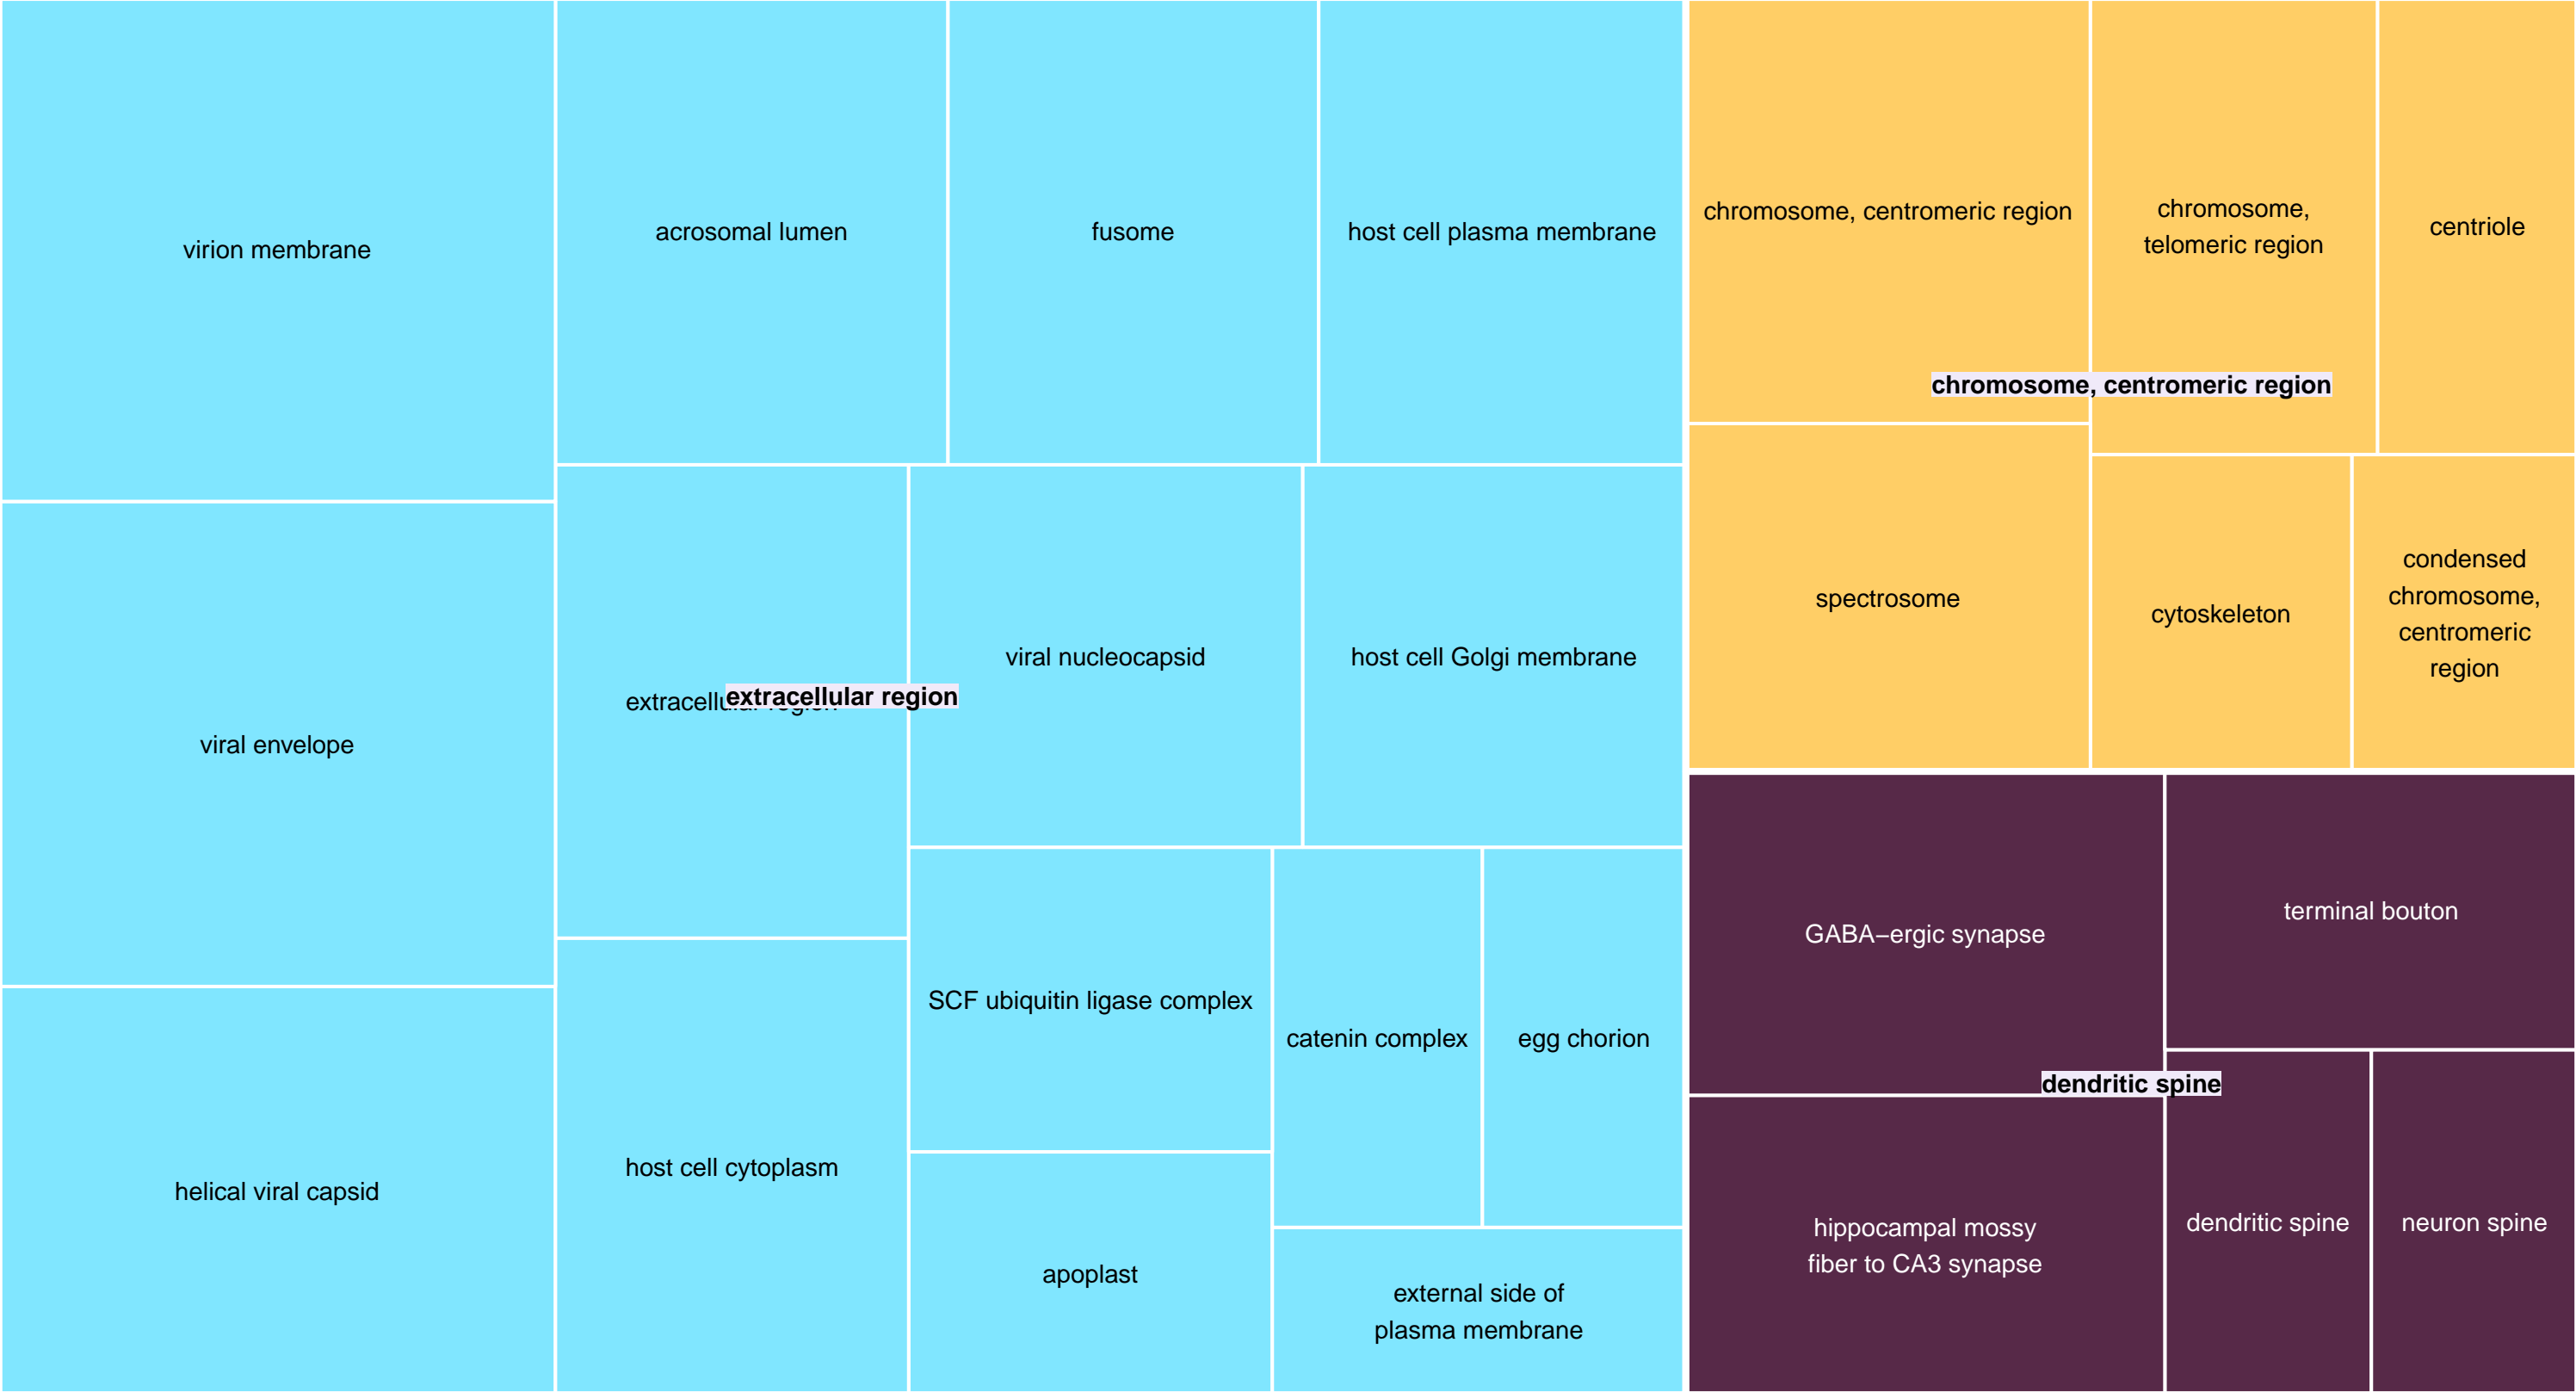 virion membrane
acrosomal lumen
fusome
host cell plasma membrane
viral envelope
extracellular region
extracellular region
viral nucleocapsid
host cell Golgi membrane
helical viral capsid
host cell cytoplasm
SCF ubiquitin ligase complex
catenin complex
egg chorion
apoplast
external side of
plasma membrane
chromosome, centromeric region
chromosome,
telomeric region
centriole
chromosome, centromeric region
spectrosome
cytoskeleton
condensed
chromosome,
centromeric
region
GABA−ergic synapse
terminal bouton
dendritic spine
hippocampal mossy
fiber to CA3 synapse
dendritic spine
neuron spine